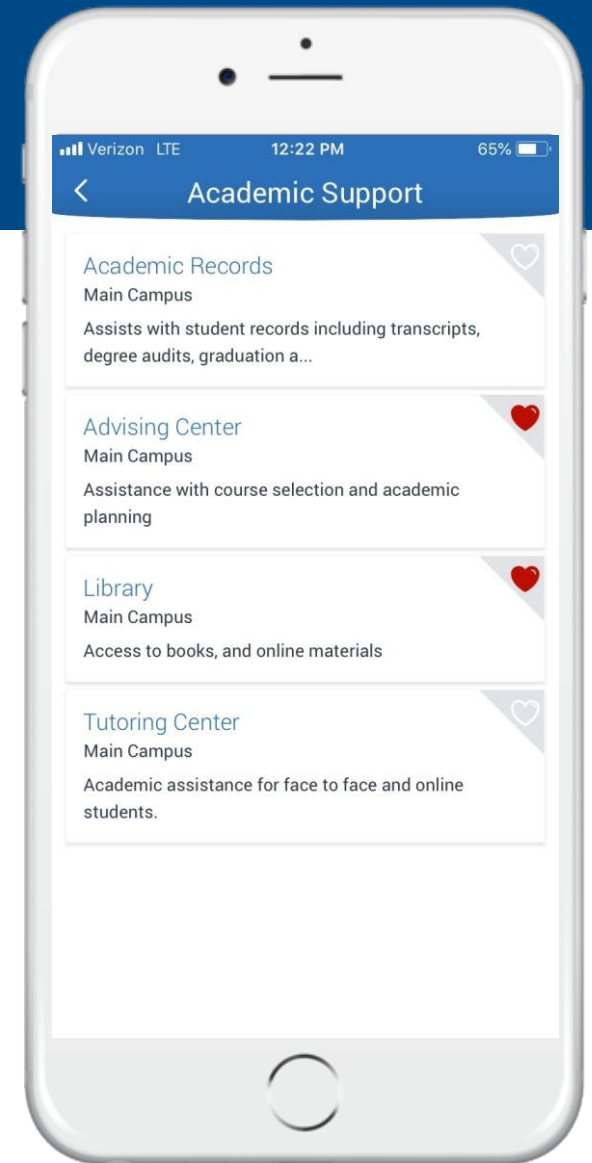 Verizon LTE 12:22 PM 65%
Academic Support
Academic Records
Main Campus
Assists with student records including transcripts,
degree audits, graduation a...
Advising Center
Main Campus
Assistance with course selection and academic
planning
Library
Main Campus
Access to books, and online materials
Tutoring Center
Main Campus
Academic assistance for face to face and online
students.